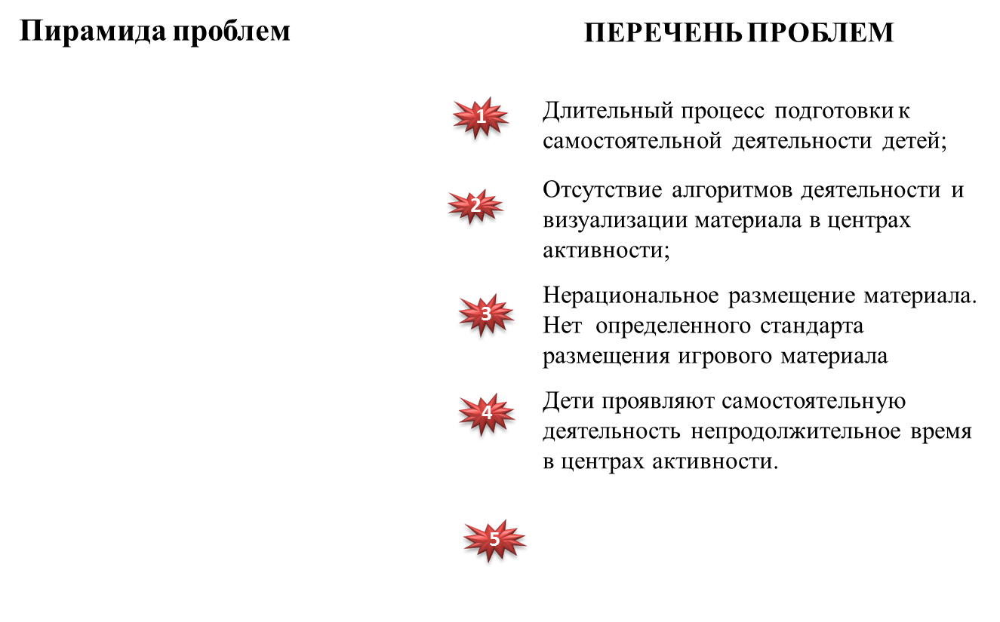 Пирамида проблем
ПЕРЕЧЕНЬ ПРОБЛЕМ
1
Длительный процесс подготовки к
самостоятельной деятельности детей;
2
Отсутствие алгоритмов деятельности и
визуализации материала в центрах
активности;
3
Нерациональное размещение материала.
Нет определенного стандарта
размещения игрового материала
4
Дети проявляют самостоятельную
деятельность непродолжительное время
в центрах активности.
5